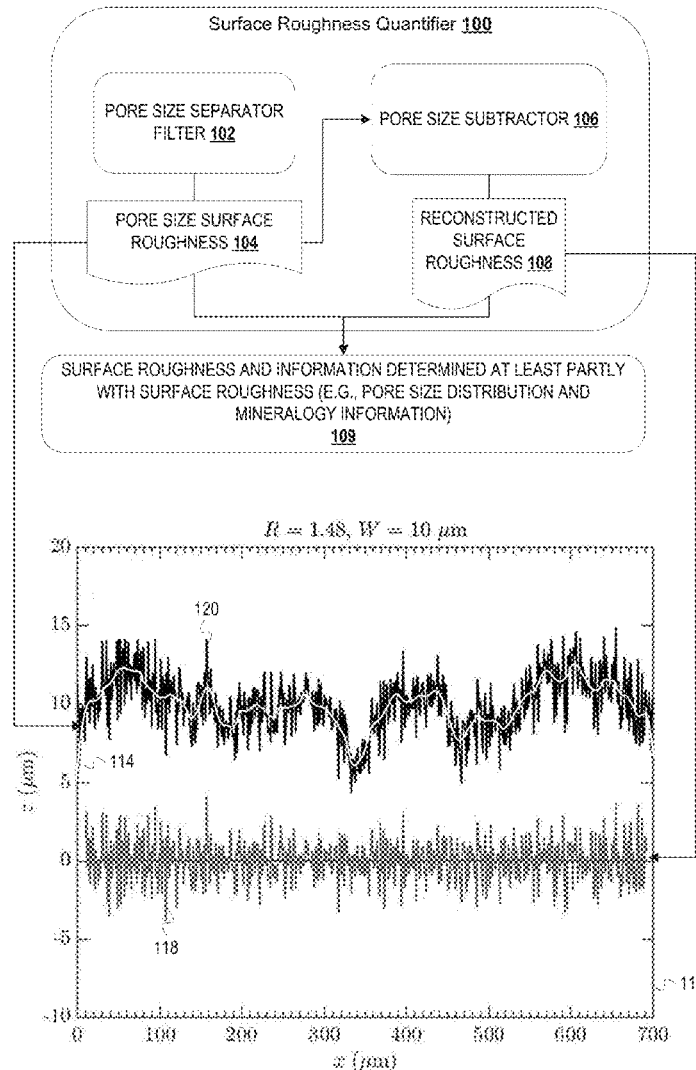 Surface Roughness Quantifier 100
PORE SIZE SEPARATOR
FILTER 102
PORE SIZE SUBTRACTOR 106
PORE SIZE SURFACE
ROUGHNESS 104
RECONSTRUCTED
SURFACE
ROUGHNESS 108
SURFACE ROUGHNESS AND INFORMATION DETERMINED AT LEAST PARTLY
WITH SURFACE ROUGHNESS (E.G., PORE SIZE DISTRIBUTION AND
MINERALOGY INFORMATION)
109
R = 1.48, W = 10 μm
20
15
10
5
0
-5
-10
z (μm)
120
114
118
11
0 100 200 300 400 500 600 700
x (μm)